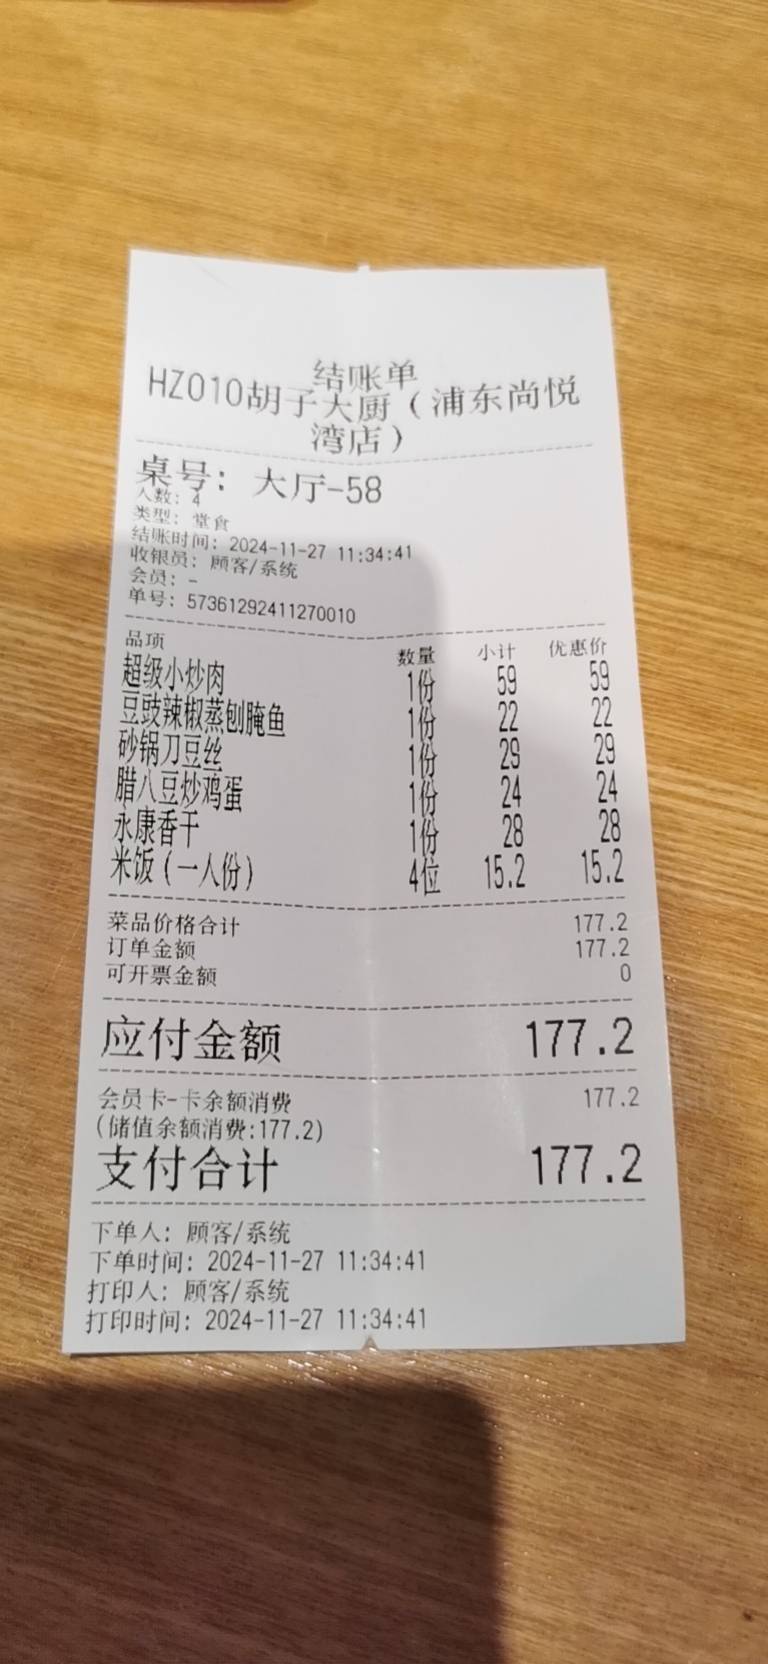 结账单
HZ010胡子大厨（浦东尚悦
湾店）
桌号: 大厅-58
人数: 4
类型: 堂食
结账时间: 2024-11-27 11:34:41
收银员: 顾客/系统
会员: -
单号: 57361292411270010
品项 数量 小计 优惠价
超级小炒肉 1份 59 59
豆豉辣椒蒸刨腌鱼 1份 22 22
砂锅刀豆丝 1份 29 29
腊八豆炒鸡蛋 1份 24 24
永康香干 1份 28 28
米饭(一人份) 4位 15.2 15.2
菜品价格合计 177.2
订单金额 177.2
可开票金额 0
应付金额 177.2
会员卡-卡余额消费 177.2
(储值余额消费:177.2)
支付合计 177.2
下单人: 顾客/系统
下单时间: 2024-11-27 11:34:41
打印人: 顾客/系统
打印时间: 2024-11-27 11:34:41